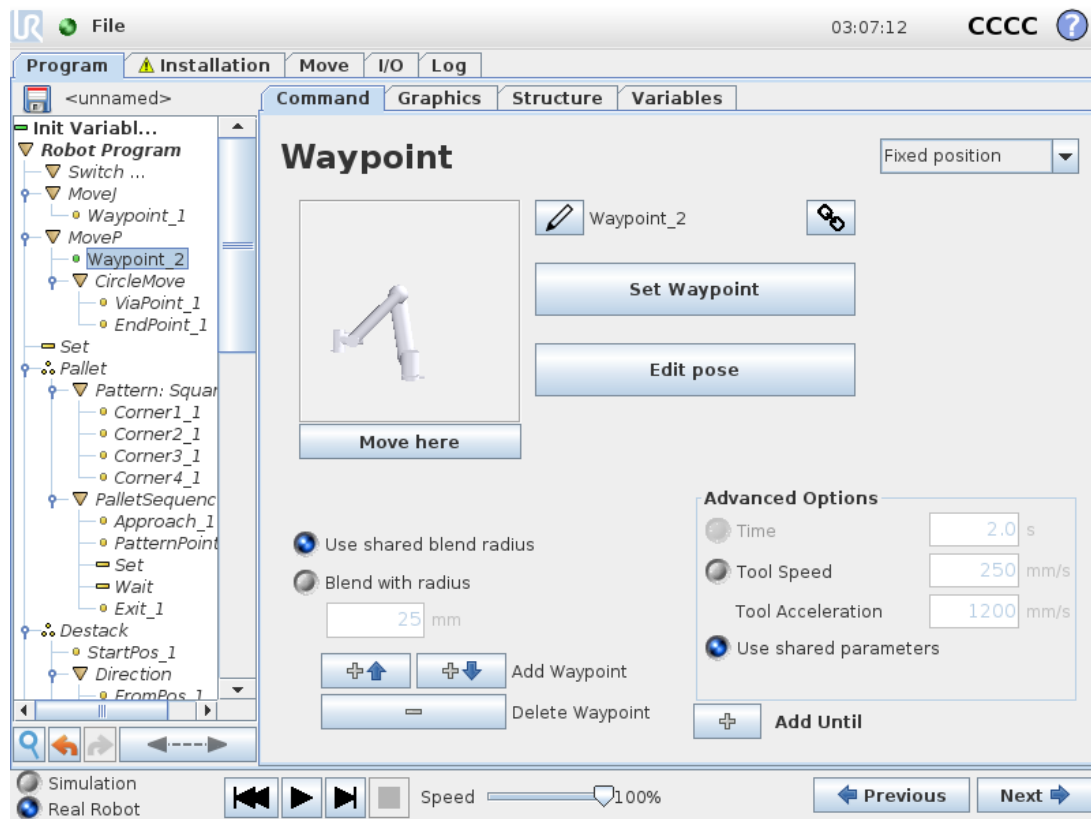 UR File 03:07:12 CCCC ?
Program Installation Move I/O Log
<unnamed>
Command Graphics Structure Variables
Init Variabl...
Robot Program
Switch ...
MoveJ
Waypoint_1
MoveP
Waypoint_2
CircleMove
ViaPoint_1
EndPoint_1
Set
Pallet
Pattern: Squar
Corner1_1
Corner2_1
Corner3_1
Corner4_1
PalletSequenc
Approach_1
PatternPoint
Set
Wait
Exit_1
Destack
StartPos_1
Direction
FromPos_1
Waypoint
Fixed position
Waypoint_2
Set Waypoint
Edit pose
Move here
Use shared blend radius
Blend with radius
25 mm
Add Waypoint
Delete Waypoint
Advanced Options
Time 2.0 s
Tool Speed 250 mm/s
Tool Acceleration 1200 mm/s
Use shared parameters
Add Until
Simulation
Real Robot
Speed 100%
Previous Next